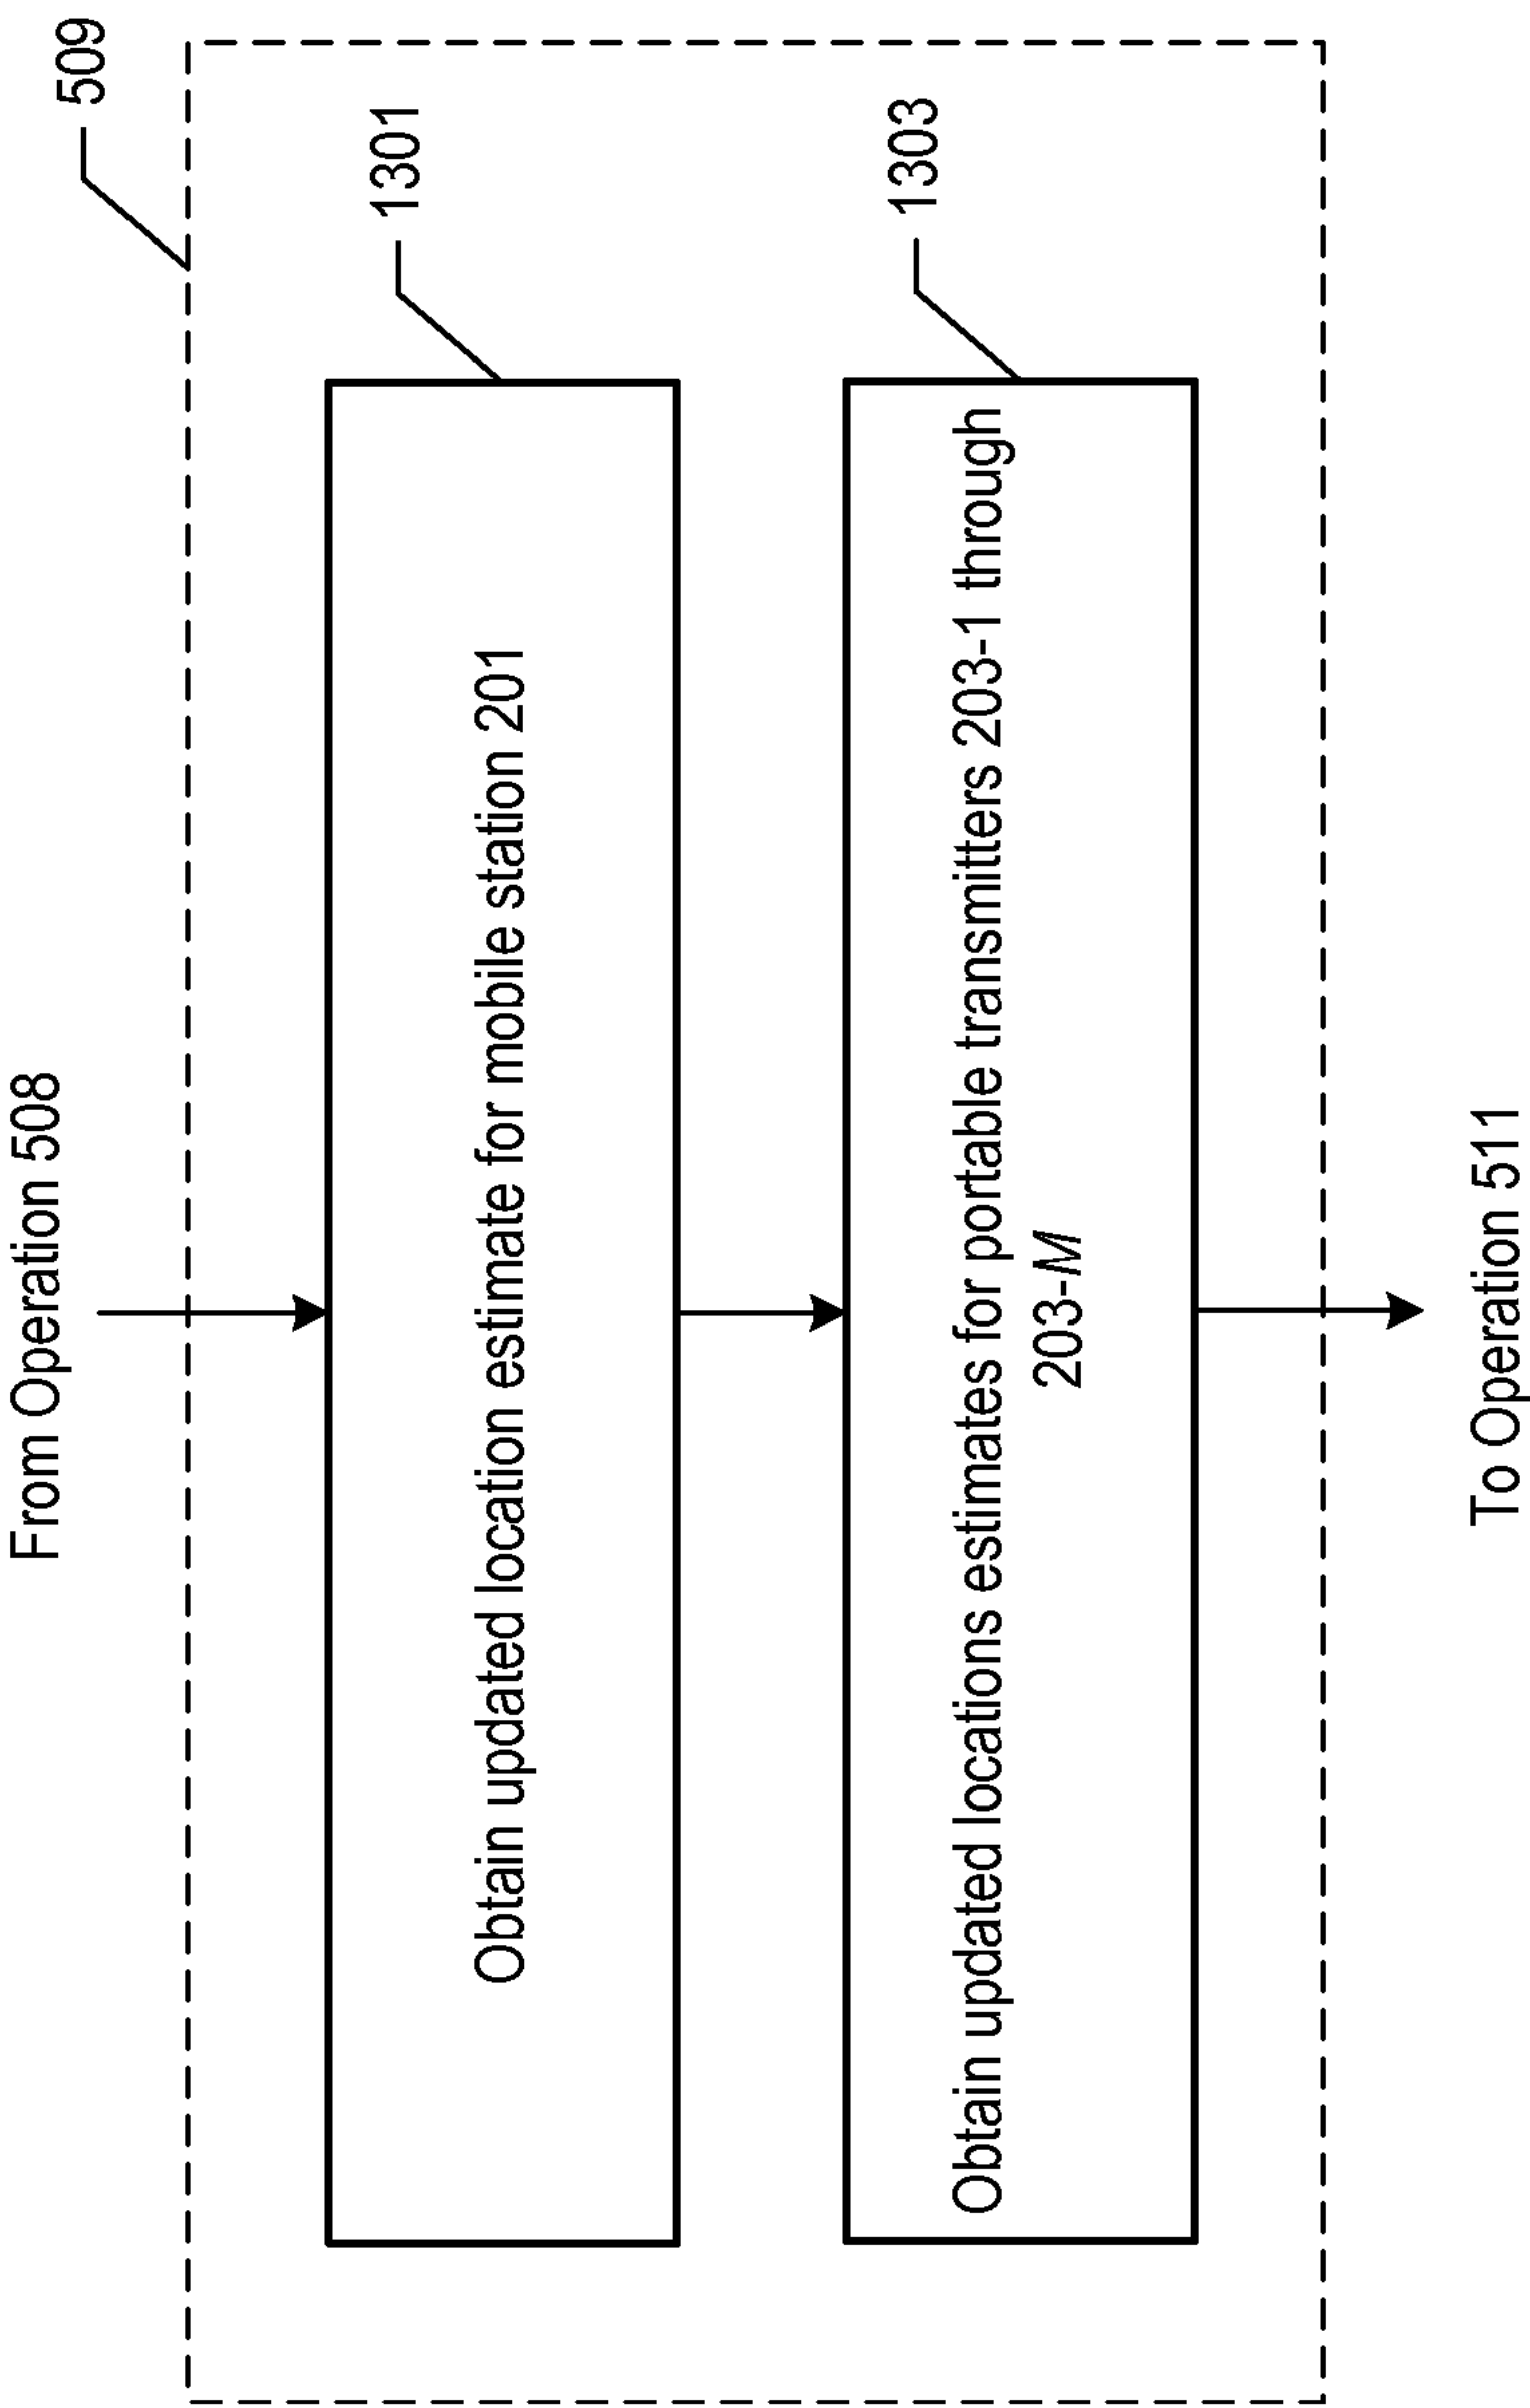 From Operation 508
509
1301
Obtain updated location estimate for mobile station 201
1303
Obtain updated locations estimates for portable transmitters 203-1 through
203-M
To Operation 511